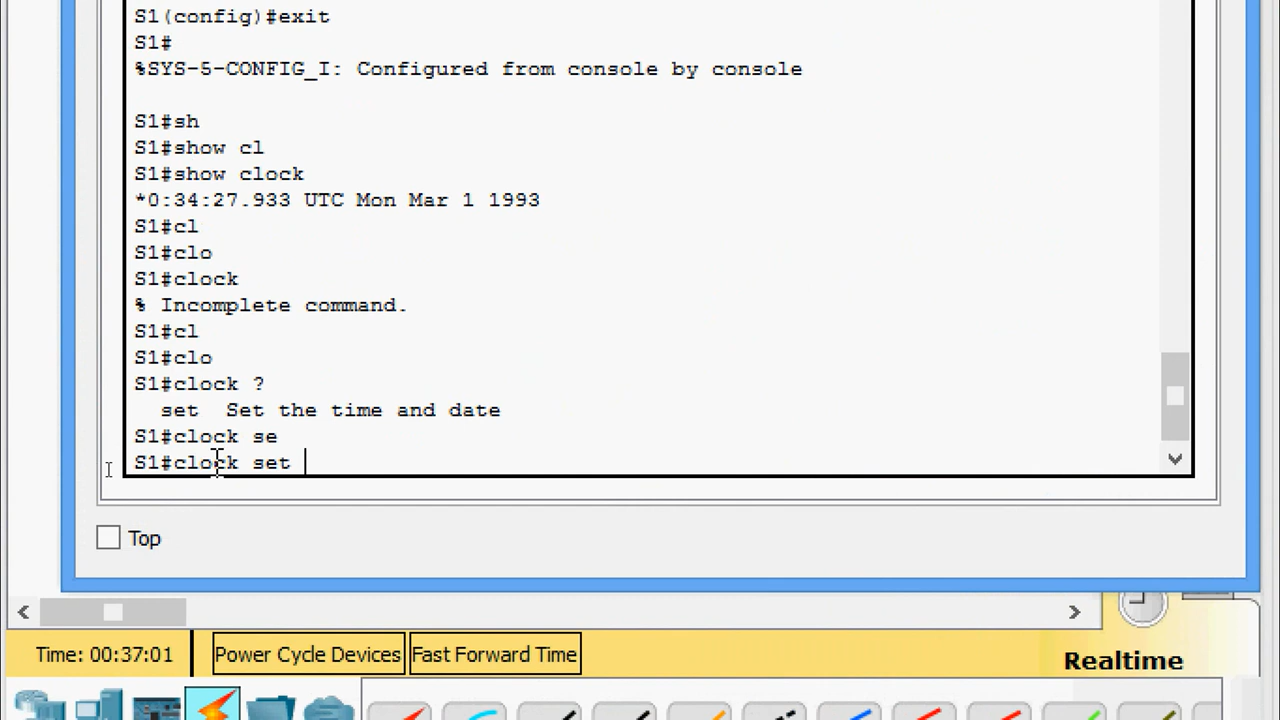 S1(config)#exit
S1#
%SYS-5-CONFIG_I: Configured from console by console
S1#sh
S1#show cl
S1#show clock
*0:34:27.933 UTC Mon Mar 1 1993
S1#cl
S1#clo
S1#clock
% Incomplete command.
S1#cl
S1#clo
S1#clock ?
set  Set the time and date
S1#clock se
S1#clock set
Top
Time: 00:37:01 Power Cycle Devices Fast Forward Time Realtime